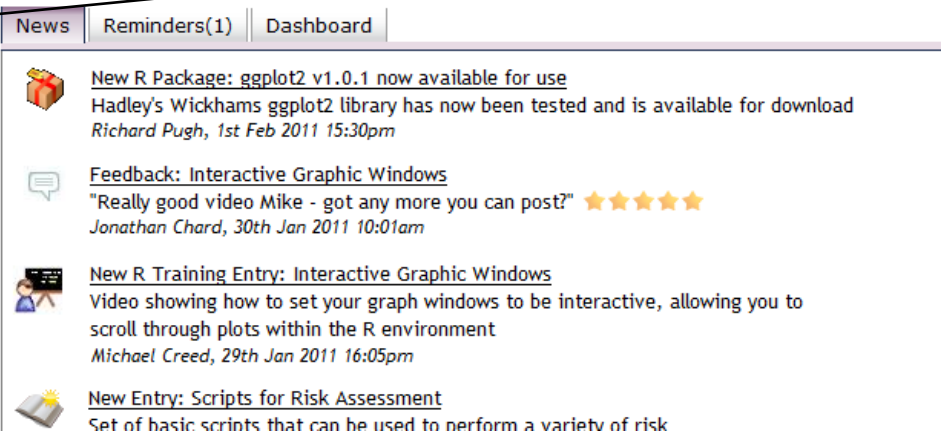 News Reminders(1) Dashboard
New R Package: ggplot2 v1.0.1 now available for use
Hadley's Wickhams ggplot2 library has now been tested and is available for download
Richard Pugh, 1st Feb 2011 15:30pm
Feedback: Interactive Graphic Windows
"Really good video Mike - got any more you can post?"
Jonathan Chard, 30th Jan 2011 10:01am
New R Training Entry: Interactive Graphic Windows
Video showing how to set your graph windows to be interactive, allowing you to
scroll through plots within the R environment
Michael Creed, 29th Jan 2011 16:05pm
New Entry: Scripts for Risk Assessment
Set of basic scripts that can be used to perform a variety of risk